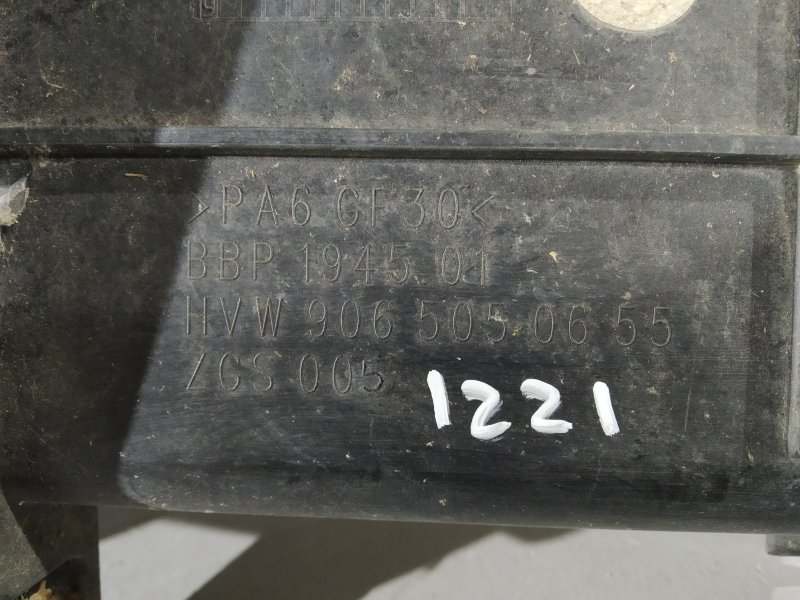 >PA6 GF30<
BBP 1945 01
HVW 906 505 06 55
ZGS 005
1221